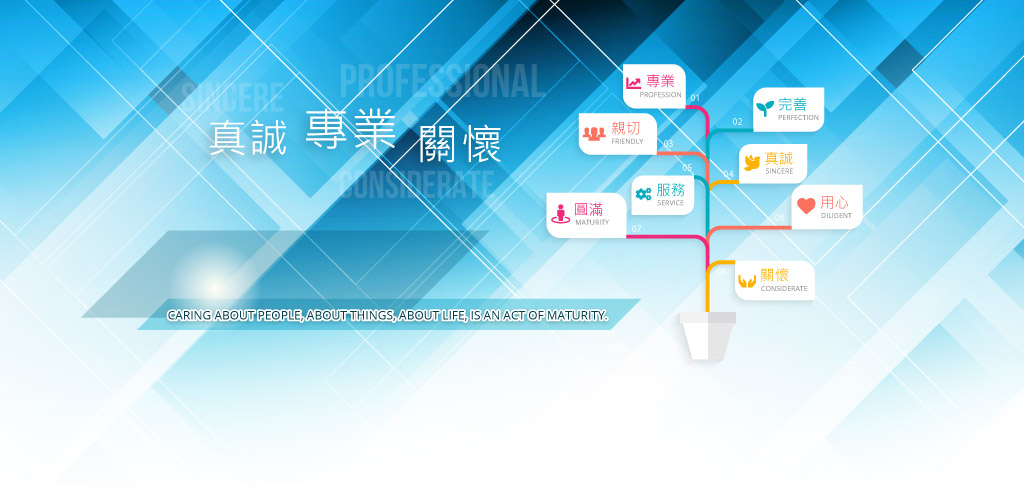 SINCERE
PROFESSIONAL
真誠 專業 關懷
CONSIDERATE
CARING ABOUT PEOPLE, ABOUT THINGS, ABOUT LIFE, IS AN ACT OF MATURITY.
專業
PROFESSION
01
完善
PERFECTION
02
親切
FRIENDLY
03
真誠
SINCERE
04
服務
SERVICE
05
用心
DILIGENT
06
圓滿
MATURITY
07
關懷
CONSIDERATE
08